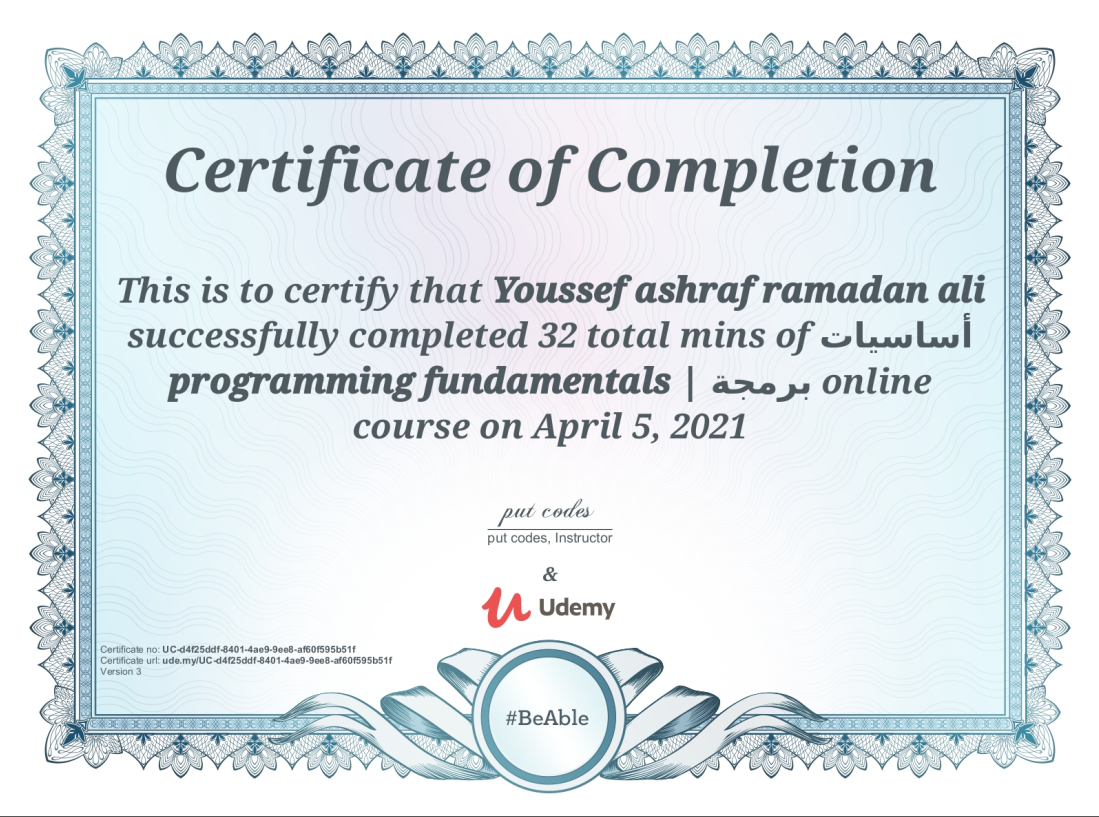 Certificate of Completion
This is to certify that Youssef ashraf ramadan ali
successfully completed 32 total mins of أساسيات
programming fundamentals | برمجة online
course on April 5, 2021
put codes
put codes, Instructor
&
Udemy
Certificate no: UC-d4f25ddf-8401-4ae9-9ee8-af60f595b51f
Certificate url: ude.my/UC-d4f25ddf-8401-4ae9-9ee8-af60f595b51f
Version 3
#BeAble